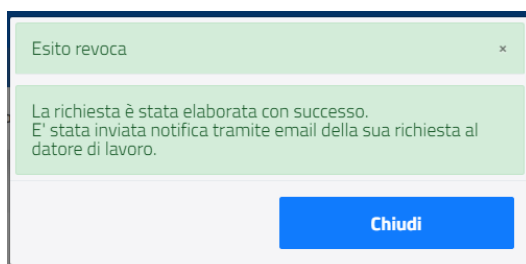 Esito revoca ×
La richiesta è stata elaborata con successo.
E' stata inviata notifica tramite email della sua richiesta al
datore di lavoro.
Chiudi